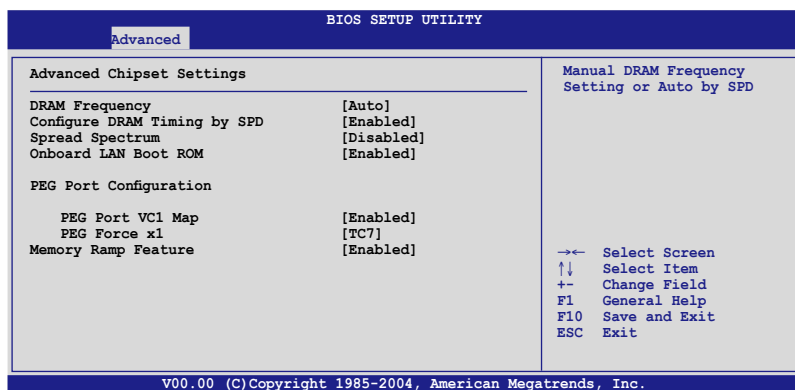 BIOS SETUP UTILITY
Advanced
Advanced Chipset Settings
DRAM Frequency [Auto]
Configure DRAM Timing by SPD [Enabled]
Spread Spectrum [Disabled]
Onboard LAN Boot ROM [Enabled]
PEG Port Configuration
PEG Port VC1 Map [Enabled]
PEG Force x1 [TC7]
Memory Ramp Feature [Enabled]
Manual DRAM Frequency
Setting or Auto by SPD
→← Select Screen
↑↓ Select Item
+- Change Field
F1 General Help
F10 Save and Exit
ESC Exit
V00.00 (C)Copyright 1985-2004, American Megatrends, Inc.